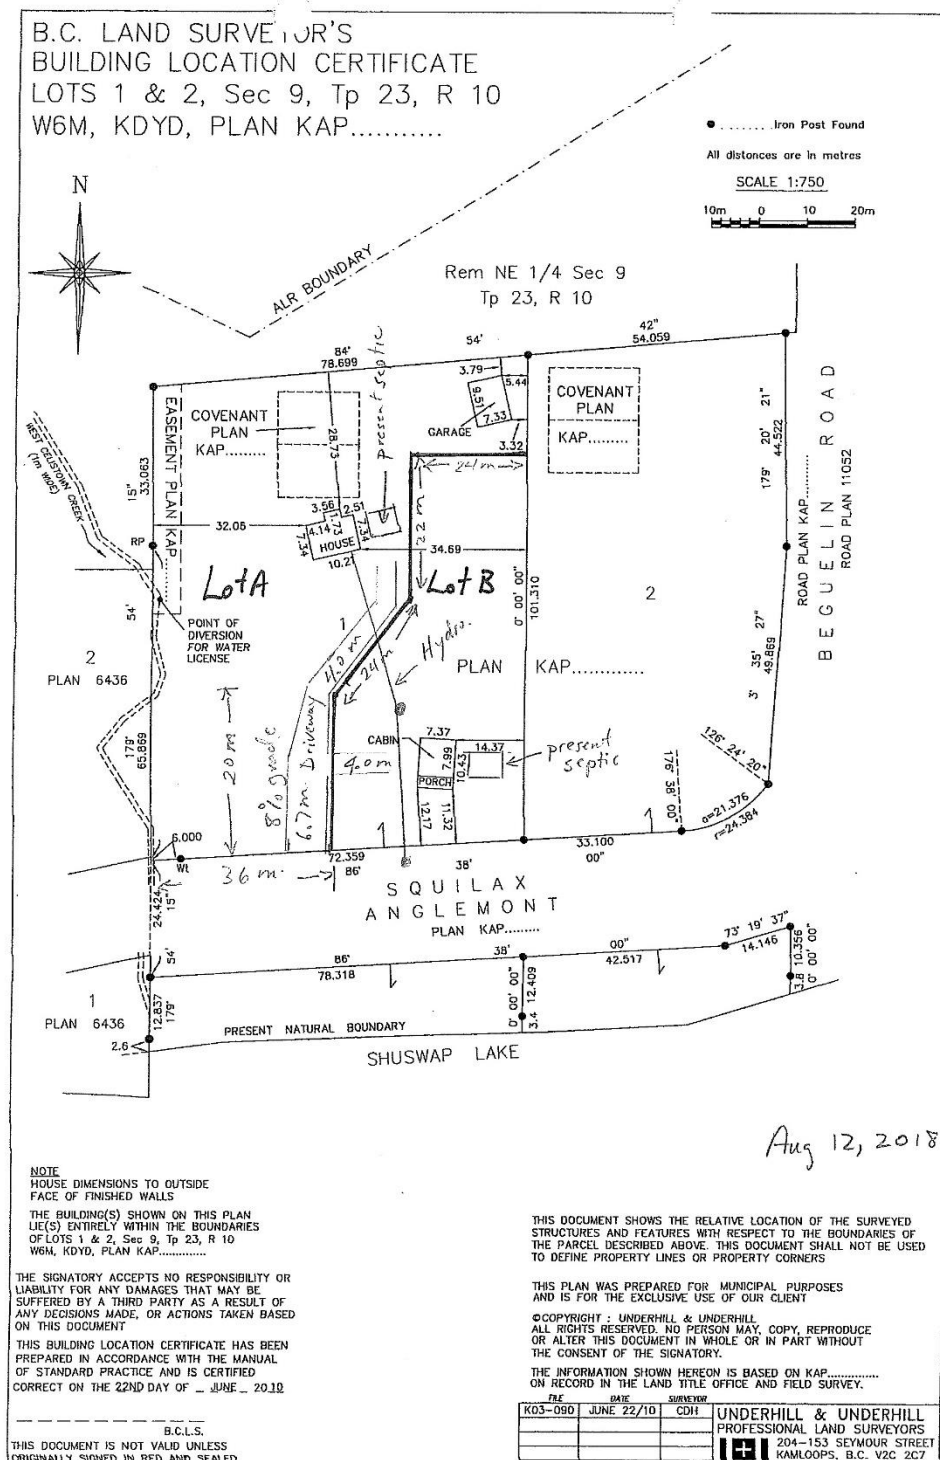 B.C. LAND SURVEYOR'S
BUILDING LOCATION CERTIFICATE
LOTS 1 & 2, Sec 9, Tp 23, R 10
W6M, KDYD, PLAN KAP...........
N
Iron Post Found
All distances are in metres
SCALE 1:750
10m 0 10 20m
ALR BOUNDARY
Rem NE 1/4 Sec 9
Tp 23, R 10
84'
78.699
54'
42"
54.059
3.79
5.44
9.51
7.33
GARAGE
3.32
present septic
COVENANT
PLAN
KAP.........
28.73
COVENANT
PLAN
KAP.........
EASEMENT PLAN KAP
WEST CELISTOWN CREEK
(1m WIDE)
15"
33.063
24m
22m
179' 20' 21"
44.522
ROAD PLAN KAP..........
BEGUELIN ROAD
ROAD PLAN 11052
RP
32.05
3.56
2.51
1.73
4.14
7.34
7.34
HOUSE
10.21
34.69
Lot A
Lot B
0' 00' 00"
101.310
2
54'
POINT OF
DIVERSION
FOR WATER
LICENSE
1
4.0m
24m
Hydro.
2
PLAN 6436
PLAN KAP............
3' 35' 27"
49.869
179'
65.869
20m
8% grade
6.7m Driveway
4.0m
CABIN
7.37
7.99
14.37
10.43
PORCH
12.17
11.32
present
septic
126' 24' 20"
176' 38' 00"
a=21.376
r=24.384
6.000
Wt
72.359
86'
38'
33.100
00"
36m.
24.424
15"
SQUILAX
ANGLEMONT
PLAN KAP.........
54'
86'
78.318
38'
00"
42.517
73' 19' 37"
14.146
10.356
0' 00' 00"
3.8
0' 00' 00"
12.409
3.4
1
PLAN 6436
12.837
179'
2.6
PRESENT NATURAL BOUNDARY
SHUSWAP LAKE
Aug 12, 2018
NOTE
HOUSE DIMENSIONS TO OUTSIDE
FACE OF FINISHED WALLS
THE BUILDING(S) SHOWN ON THIS PLAN
LIE(S) ENTIRELY WITHIN THE BOUNDARIES
OF LOTS 1 & 2, Sec 9, Tp 23, R 10
W6M, KDYD, PLAN KAP.............
THE SIGNATORY ACCEPTS NO RESPONSIBILITY OR
LIABILITY FOR ANY DAMAGES THAT MAY BE
SUFFERED BY A THIRD PARTY AS A RESULT OF
ANY DECISIONS MADE, OR ACTIONS TAKEN BASED
ON THIS DOCUMENT
THIS BUILDING LOCATION CERTIFICATE HAS BEEN
PREPARED IN ACCORDANCE WITH THE MANUAL
OF STANDARD PRACTICE AND IS CERTIFIED
CORRECT ON THE 22ND DAY OF JUNE 2010
B.C.L.S.
THIS DOCUMENT IS NOT VALID UNLESS
ORIGINALLY SIGNED IN RED AND SEALED
THIS DOCUMENT SHOWS THE RELATIVE LOCATION OF THE SURVEYED
STRUCTURES AND FEATURES WITH RESPECT TO THE BOUNDARIES OF
THE PARCEL DESCRIBED ABOVE. THIS DOCUMENT SHALL NOT BE USED
TO DEFINE PROPERTY LINES OR PROPERTY CORNERS
THIS PLAN WAS PREPARED FOR MUNICIPAL PURPOSES
AND IS FOR THE EXCLUSIVE USE OF OUR CLIENT
©COPYRIGHT : UNDERHILL & UNDERHILL
ALL RIGHTS RESERVED. NO PERSON MAY, COPY, REPRODUCE
OR ALTER THIS DOCUMENT IN WHOLE OR IN PART WITHOUT
THE CONSENT OF THE SIGNATORY.
THE INFORMATION SHOWN HEREON IS BASED ON KAP..............
ON RECORD IN THE LAND TITLE OFFICE AND FIELD SURVEY.
FILE DATE SURVEYOR
K03-090 JUNE 22/10 CDH
UNDERHILL & UNDERHILL
PROFESSIONAL LAND SURVEYORS
204-153 SEYMOUR STREET
KAMLOOPS, B.C. V2C 2C7